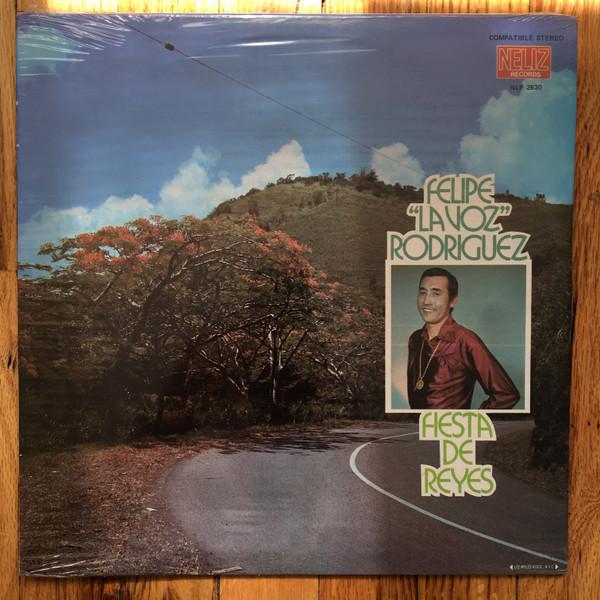 COMPATIBLE STEREO
NELIZ
RECORDS
NLP 2830
FELIPE
"LA VOZ"
RODRIGUEZ
FIESTA
DE
REYES